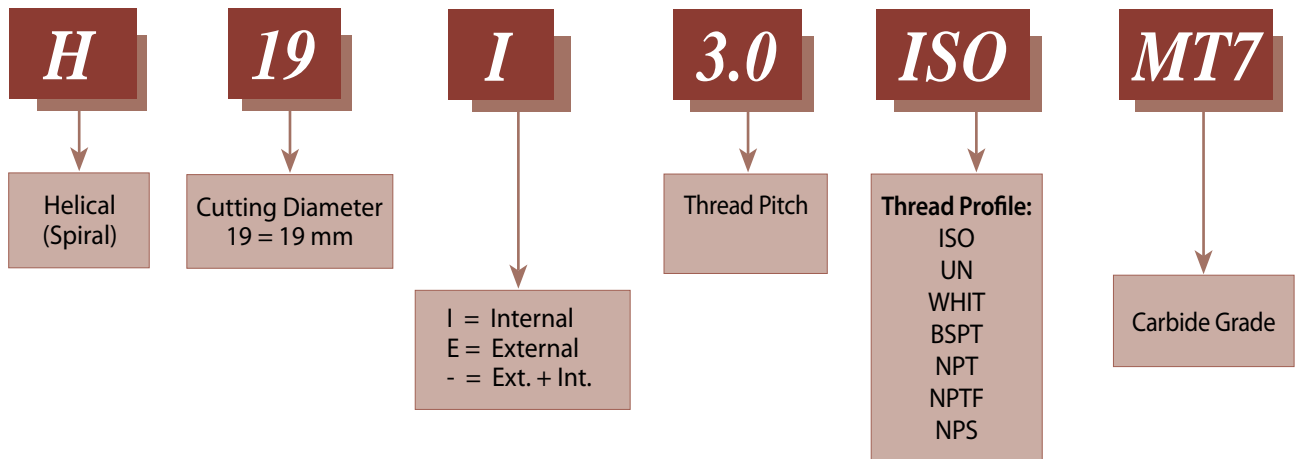 H 19 I 3.0 ISO MT7
Helical
(Spiral)
Cutting Diameter
19 = 19 mm
I = Internal
E = External
- = Ext. + Int.
Thread Pitch
Thread Profile:
ISO
UN
WHIT
BSPT
NPT
NPTF
NPS
Carbide Grade